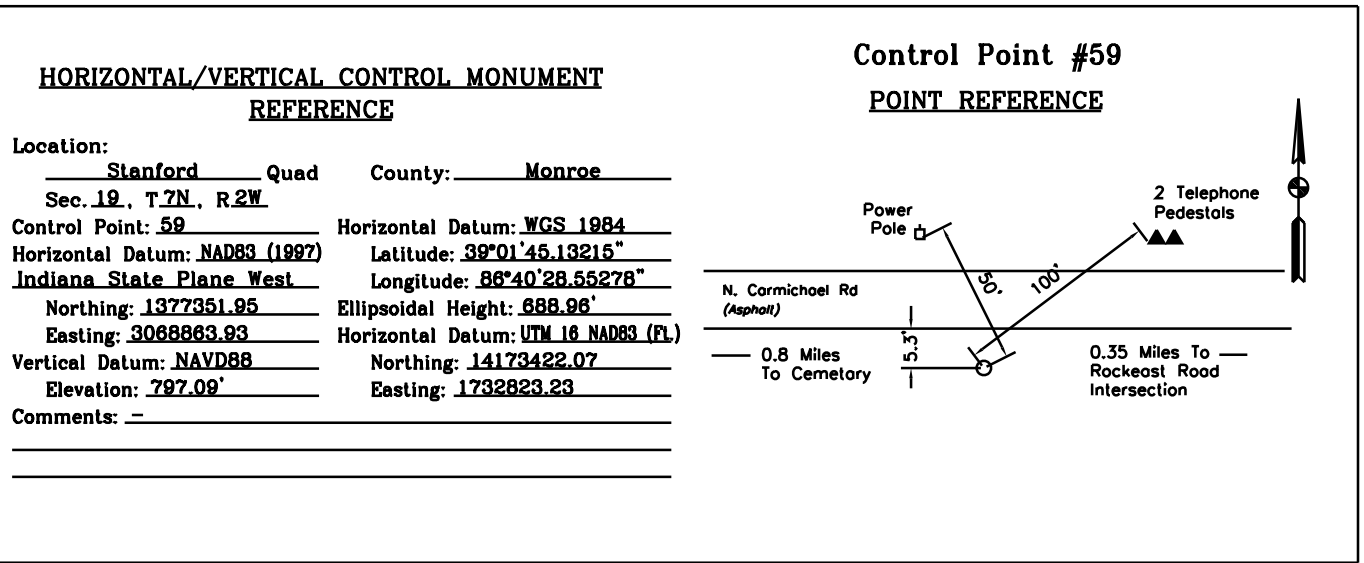 HORIZONTAL/VERTICAL CONTROL MONUMENT
REFERENCE
Location:
Stanford Quad County: Monroe
Sec. 19, T 7N, R 2W
Control Point: 59 Horizontal Datum: WGS 1984
Horizontal Datum: NAD83 (1997) Latitude: 39°01'45.13215"
Indiana State Plane West Longitude: 86°40'28.55278"
Northing: 1377351.95 Ellipsoidal Height: 688.96'
Easting: 3068863.93 Horizontal Datum: UTM 16 NAD83 (Ft.)
Vertical Datum: NAVD88 Northing: 14173422.07
Elevation: 797.09' Easting: 1732823.23
Comments: –
Control Point #59
POINT REFERENCE
2 Telephone
Pedestals
Power
Pole
50'
100'
N. Carmichael Rd
(Asphalt)
5.3'
0.8 Miles
To Cemetary
0.35 Miles To
Rockeast Road
Intersection